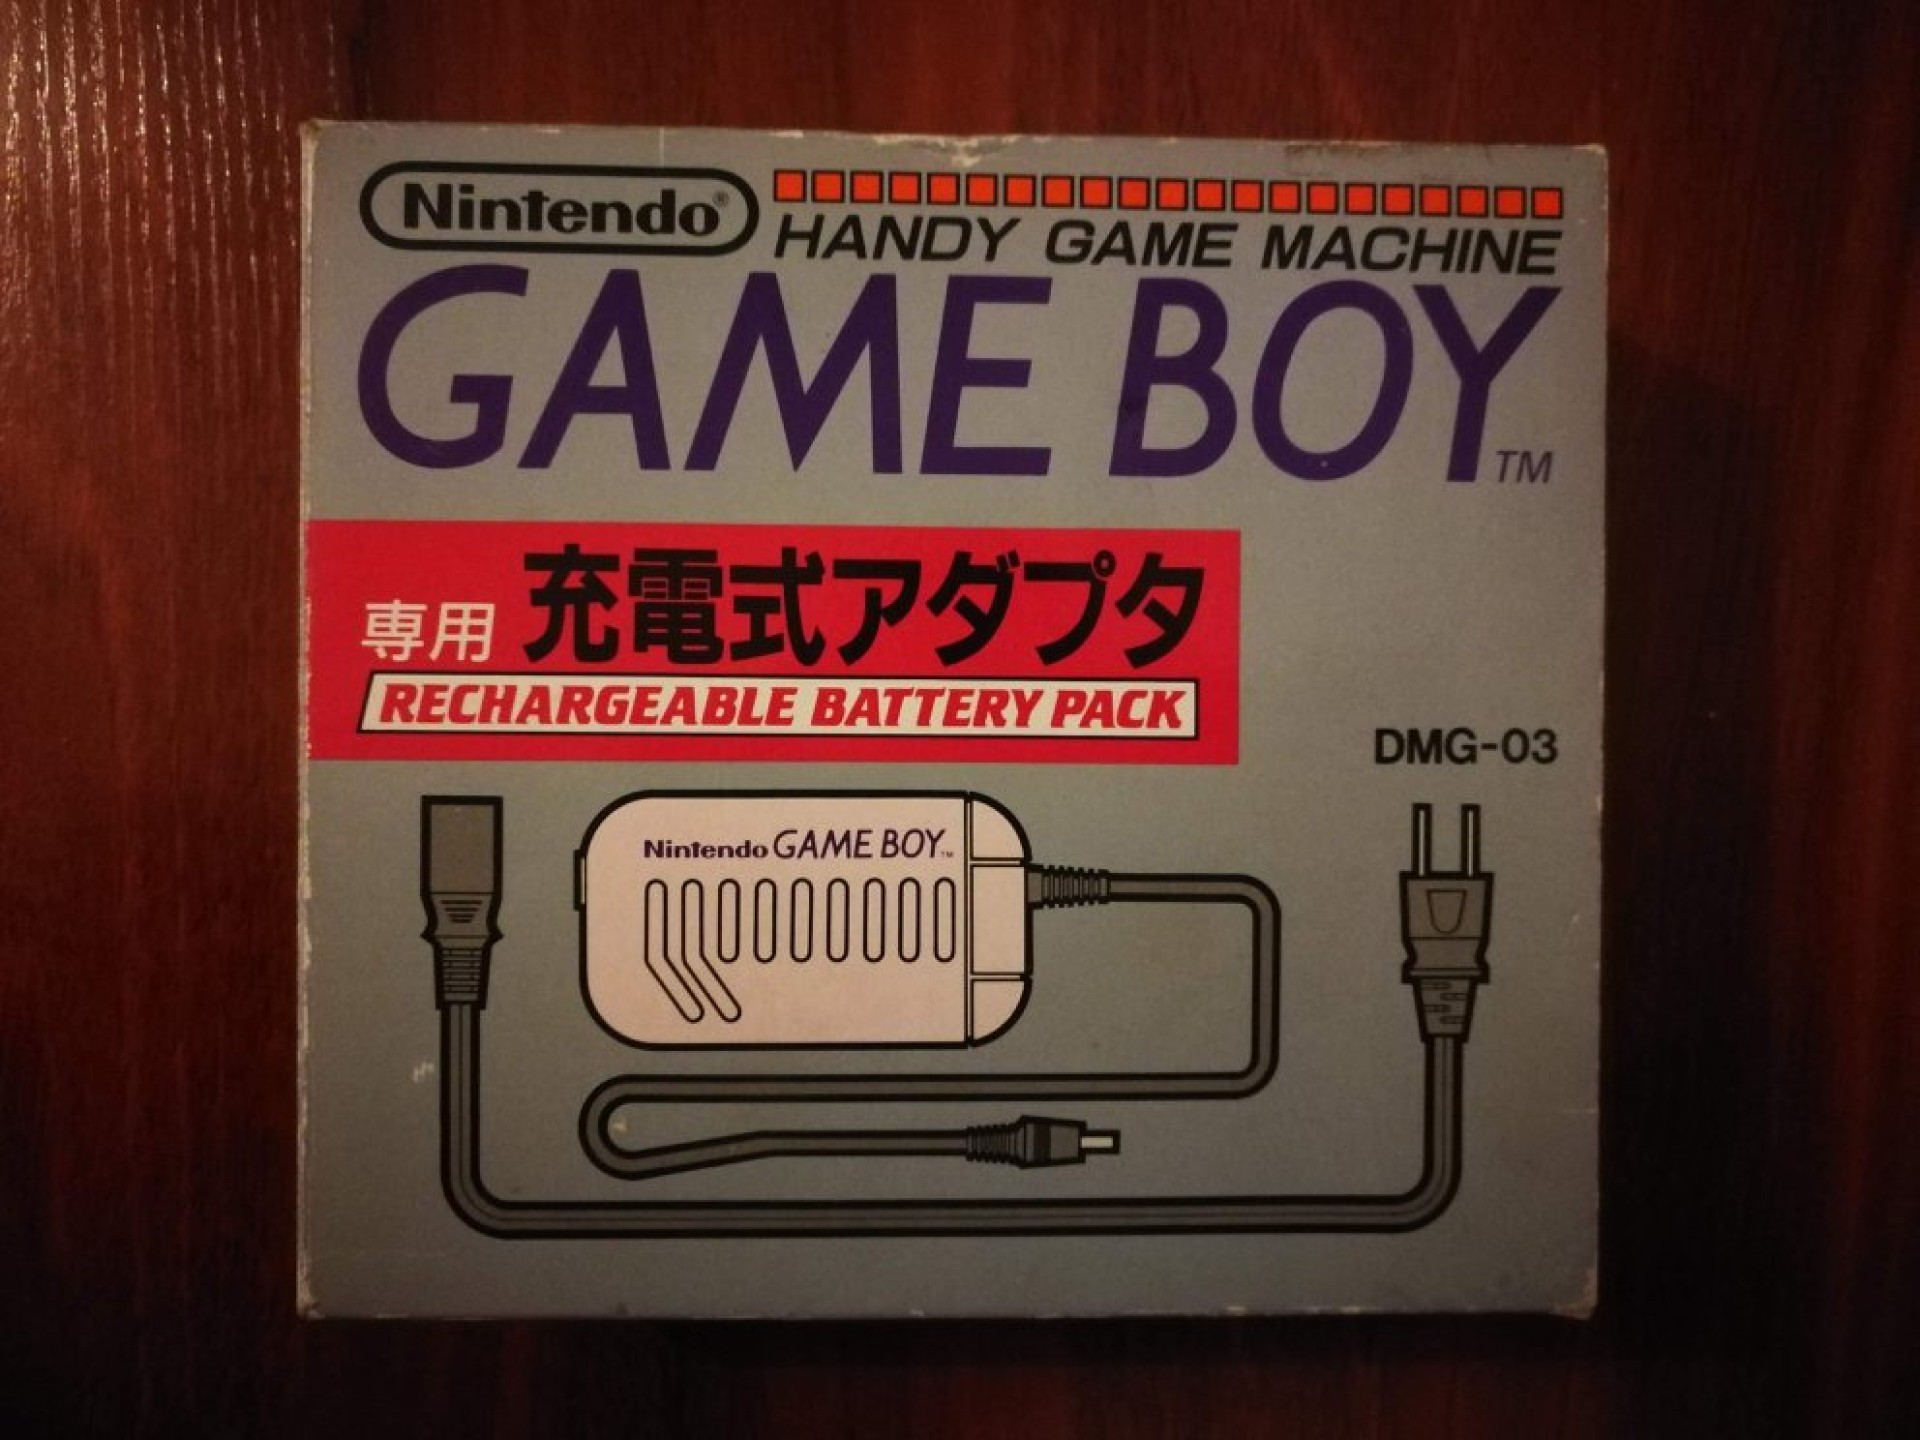 Nintendo®
HANDY GAME MACHINE
GAME BOY™
専用 充電式アダプタ
RECHARGEABLE BATTERY PACK
DMG-03
Nintendo GAME BOY™